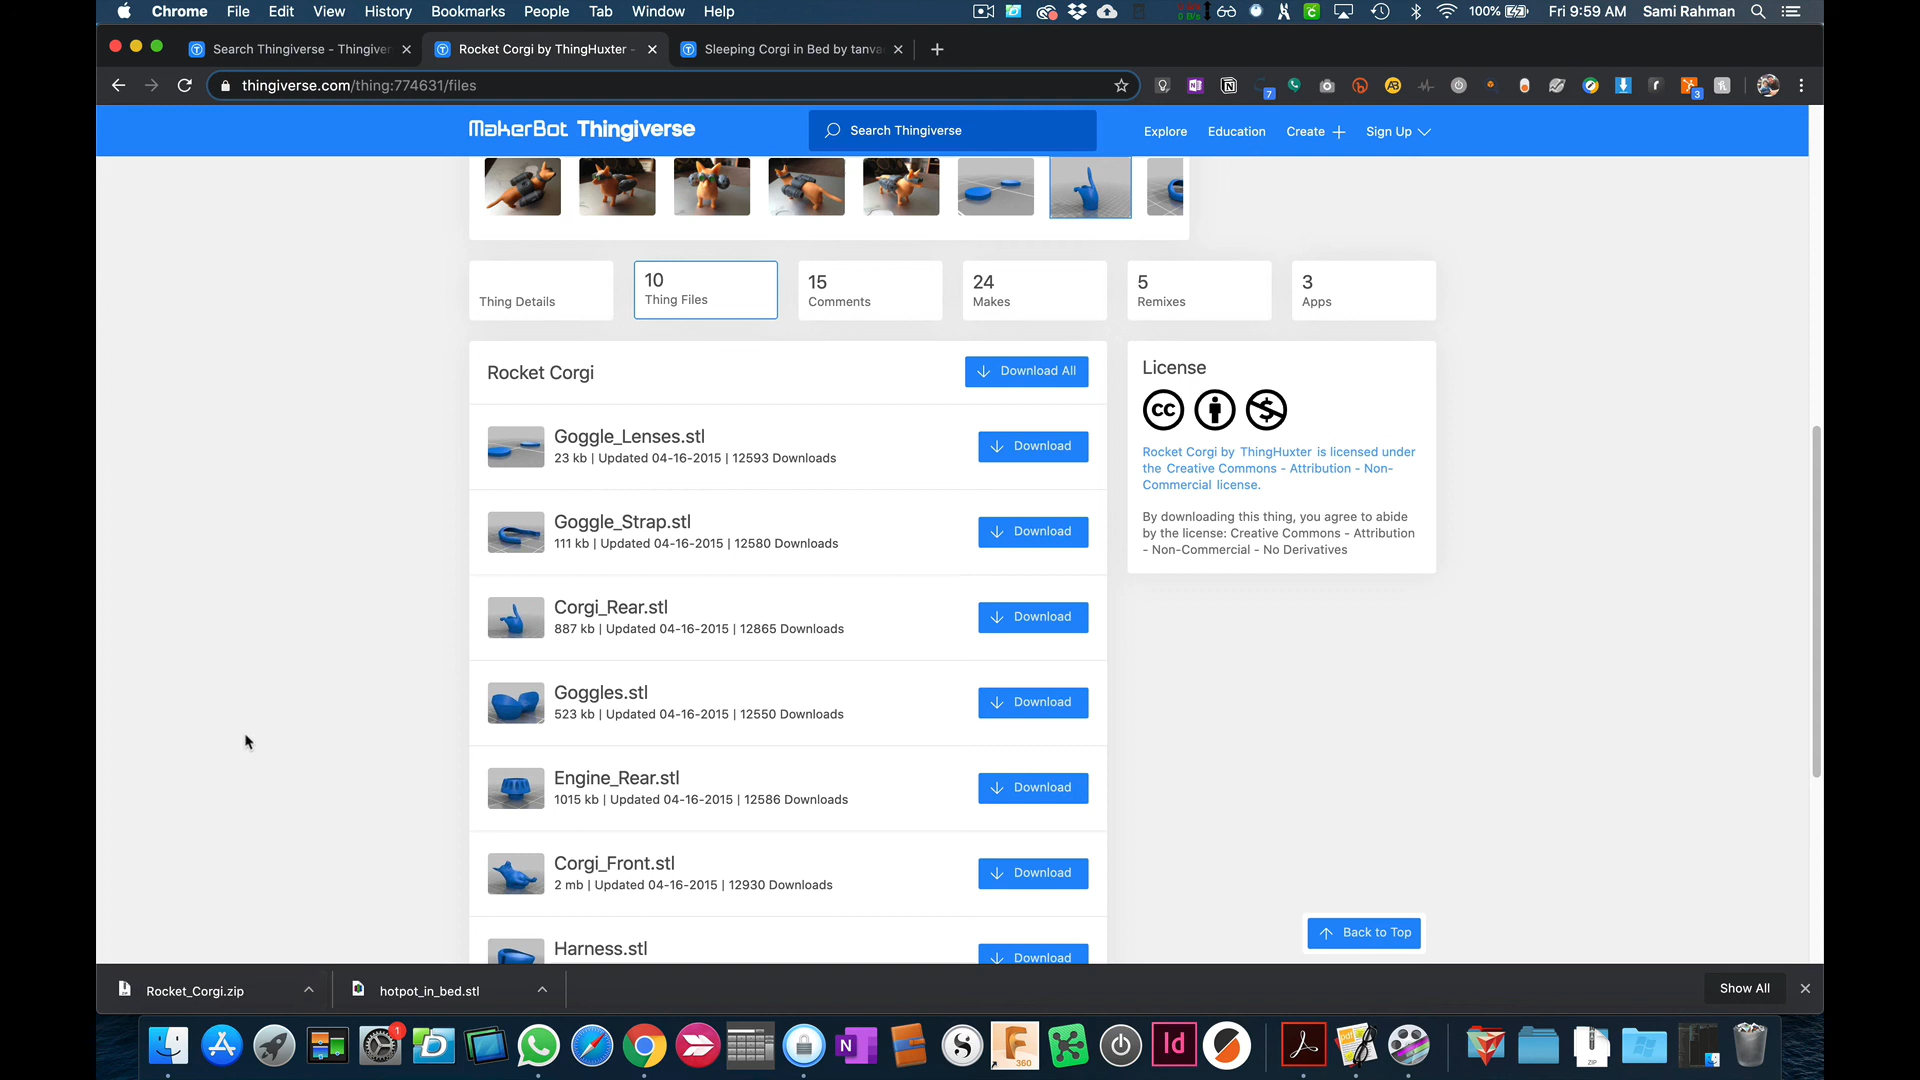 Chrome File Edit View History Bookmarks People Tab Window Help
100%
Fri 9:59 AM Sami Rahman
Search Thingiverse - Thingiver
Rocket Corgi by ThingHuxter -
Sleeping Corgi in Bed by tanva
thingiverse.com/thing:774631/files
7
3
MakerBot Thingiverse
Search Thingiverse
Explore Education Create Sign Up
Thing Details
10
Thing Files
15
Comments
24
Makes
5
Remixes
3
Apps
Rocket Corgi
Download All
Goggle_Lenses.stl
23 kb | Updated 04-16-2015 | 12593 Downloads
Download
Goggle_Strap.stl
111 kb | Updated 04-16-2015 | 12580 Downloads
Download
Corgi_Rear.stl
887 kb | Updated 04-16-2015 | 12865 Downloads
Download
Goggles.stl
523 kb | Updated 04-16-2015 | 12550 Downloads
Download
Engine_Rear.stl
1015 kb | Updated 04-16-2015 | 12586 Downloads
Download
Corgi_Front.stl
2 mb | Updated 04-16-2015 | 12930 Downloads
Download
Harness.stl
Download
License
cc
Rocket Corgi by ThingHuxter is licensed under
the Creative Commons - Attribution - Non-
Commercial license.
By downloading this thing, you agree to abide
by the license: Creative Commons - Attribution
- Non-Commercial - No Derivatives
Back to Top
Rocket_Corgi.zip
hotpot_in_bed.stl
Show All
1
N
S
F
360
Id
ZIP